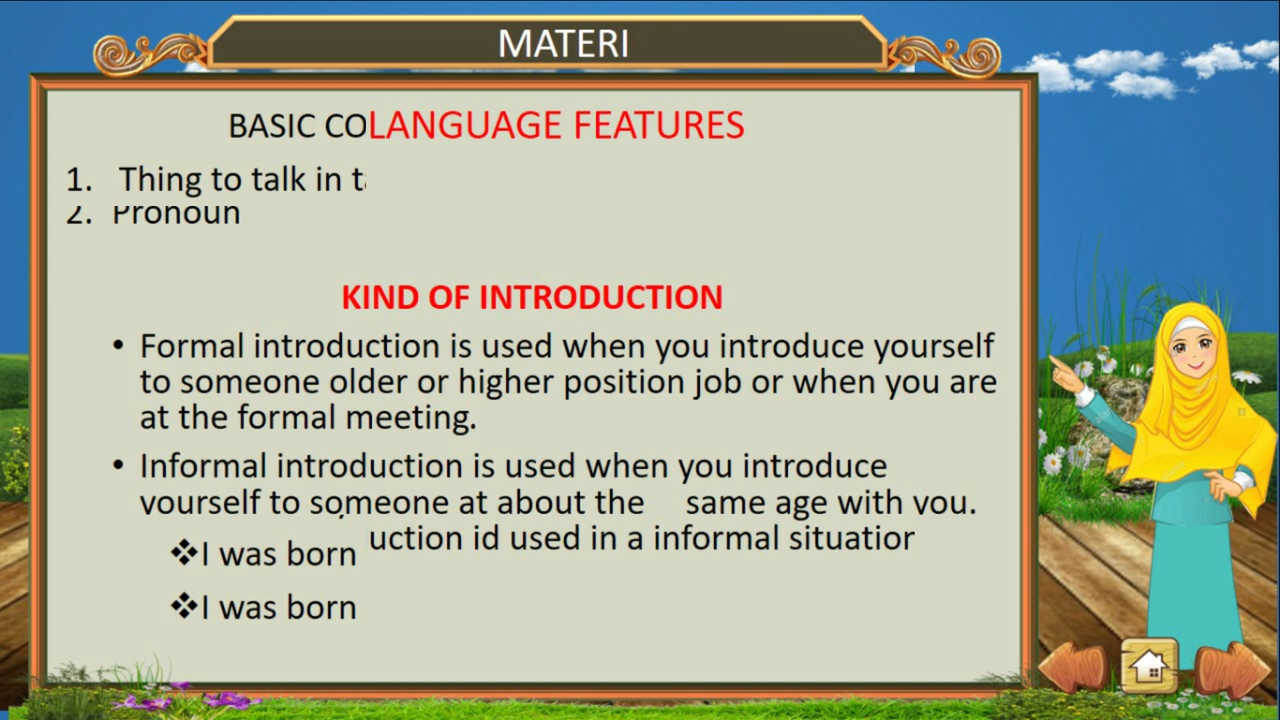 MATERI
BASIC CO LANGUAGE FEATURES
1. Thing to talk in
2. Pronoun
KIND OF INTRODUCTION
• Formal introduction is used when you introduce yourself
to someone older or higher position job or when you are
at the formal meeting.
• Informal introduction is used when you introduce
yourself to someone at about the same age with you.
uction id used in a informal
❖I was born
❖I was born